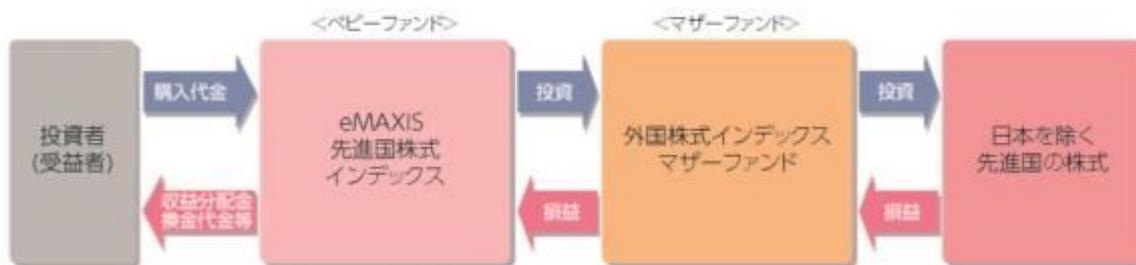 <ベビーファンド>
<マザーファンド>
投資者
(受益者)
購入代金
収益分配金
換金代金等
eMAXIS
先進国株式
インデックス
投資
損益
外国株式インデックス
マザーファンド
投資
損益
日本を除く
先進国の株式